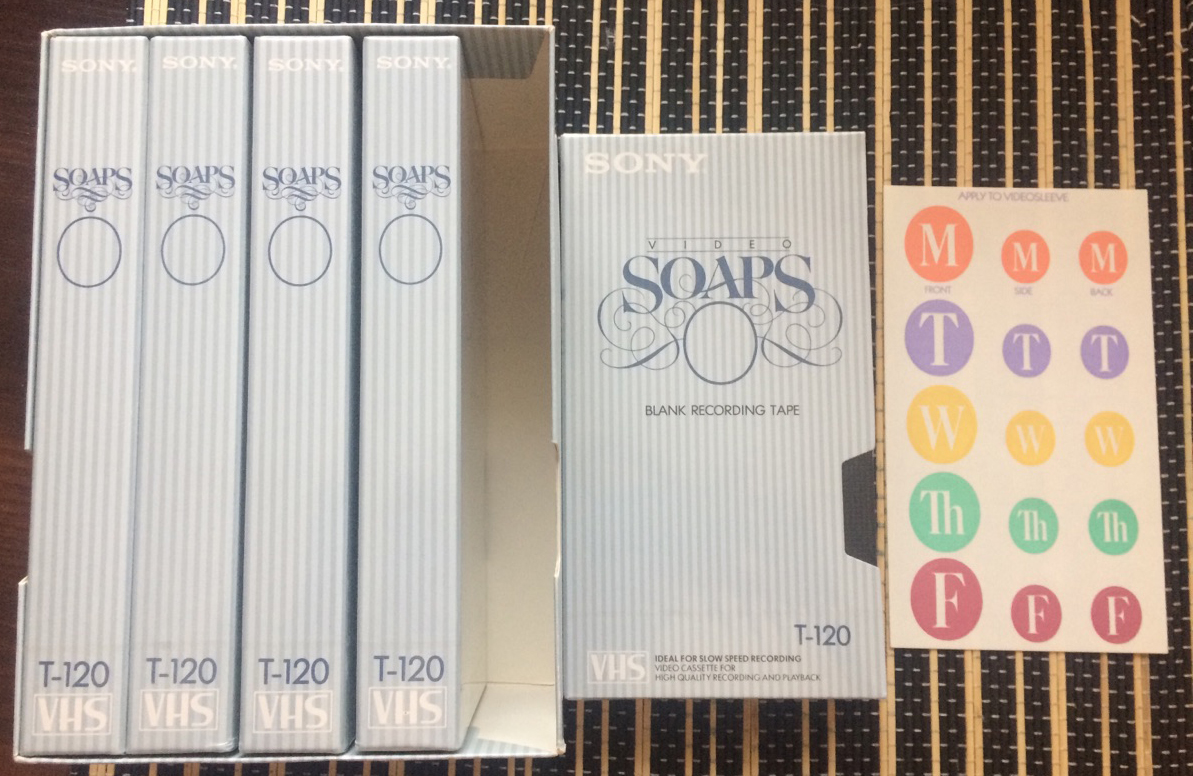 SONY.
SOAPS
T-120
VHS
SONY.
SOAPS
T-120
VHS
SONY.
SOAPS
T-120
VHS
SONY.
SOAPS
T-120
VHS
SONY
VIDEO
SOAPS
BLANK RECORDING TAPE
T-120
VHS
IDEAL FOR SLOW SPEED RECORDING
VIDEO CASSETTE FOR
HIGH QUALITY RECORDING AND PLAYBACK
APPLY TO VIDEOSLEEVE
M M M
FRONT SIDE BACK
T T T
W W W
Th Th Th
F F F